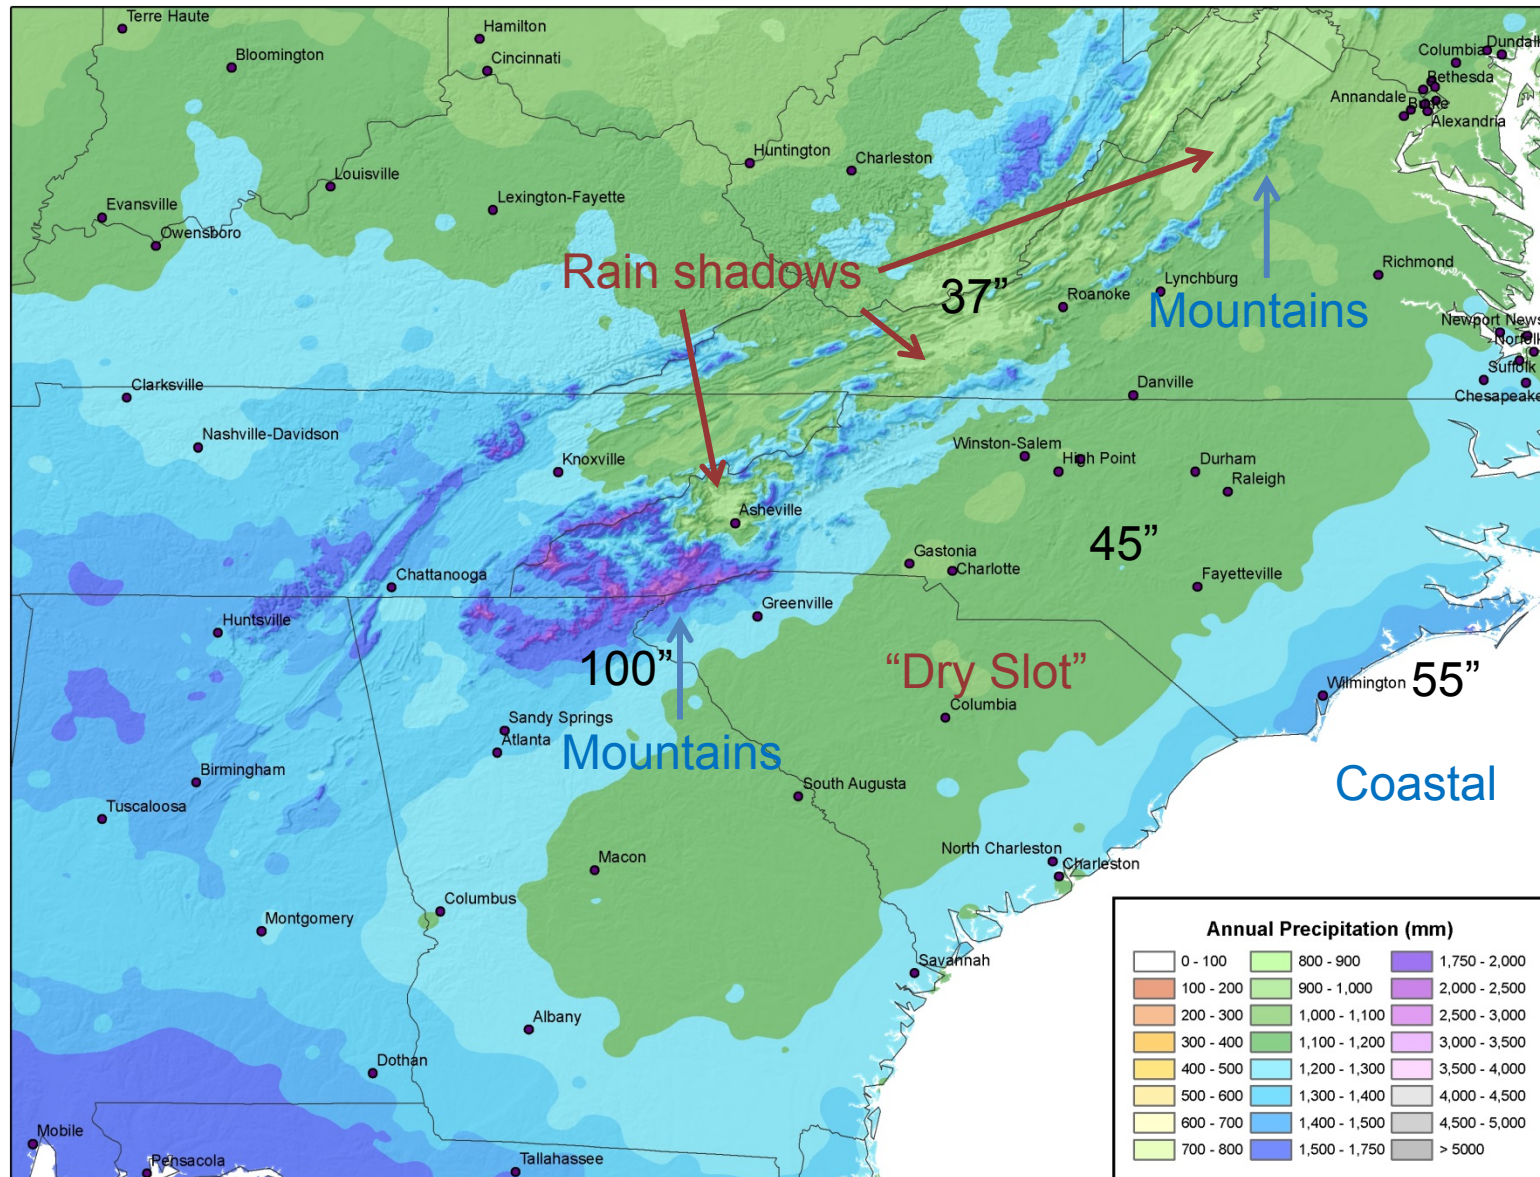 Terre Haute
Hamilton
Dundalk
Columbia
Bloomington
Cincinnati
Bethesda
Annandale
Alexandria
Huntington
Charleston
Louisville
Lexington-Fayette
Evansville
Owensboro
Rain shadows
Richmond
37”
Roanoke
Lynchburg
Mountains
Newport News
Norfolk
Suffolk
Chesapeake
Clarksville
Danville
Nashville-Davidson
Winston-Salem
Knoxville
High Point
Durham
Raleigh
Asheville
45”
Gastonia
Charlotte
Chattanooga
Fayetteville
Greenville
Huntsville
100”
“Dry Slot”
55”
Wilmington
Columbia
Sandy Springs
Atlanta
Mountains
Birmingham
Coastal
South Augusta
Tuscaloosa
North Charleston
Charleston
Macon
Columbus
Montgomery
Savannah
Albany
Dothan
Mobile
Pensacola
Tallahassee
Annual Precipitation (mm)
0 - 100
800 - 900
1,750 - 2,000
100 - 200
900 - 1,000
2,000 - 2,500
200 - 300
1,000 - 1,100
2,500 - 3,000
300 - 400
1,100 - 1,200
3,000 - 3,500
400 - 500
1,200 - 1,300
3,500 - 4,000
500 - 600
1,300 - 1,400
4,000 - 4,500
600 - 700
1,400 - 1,500
4,500 - 5,000
700 - 800
1,500 - 1,750
> 5000